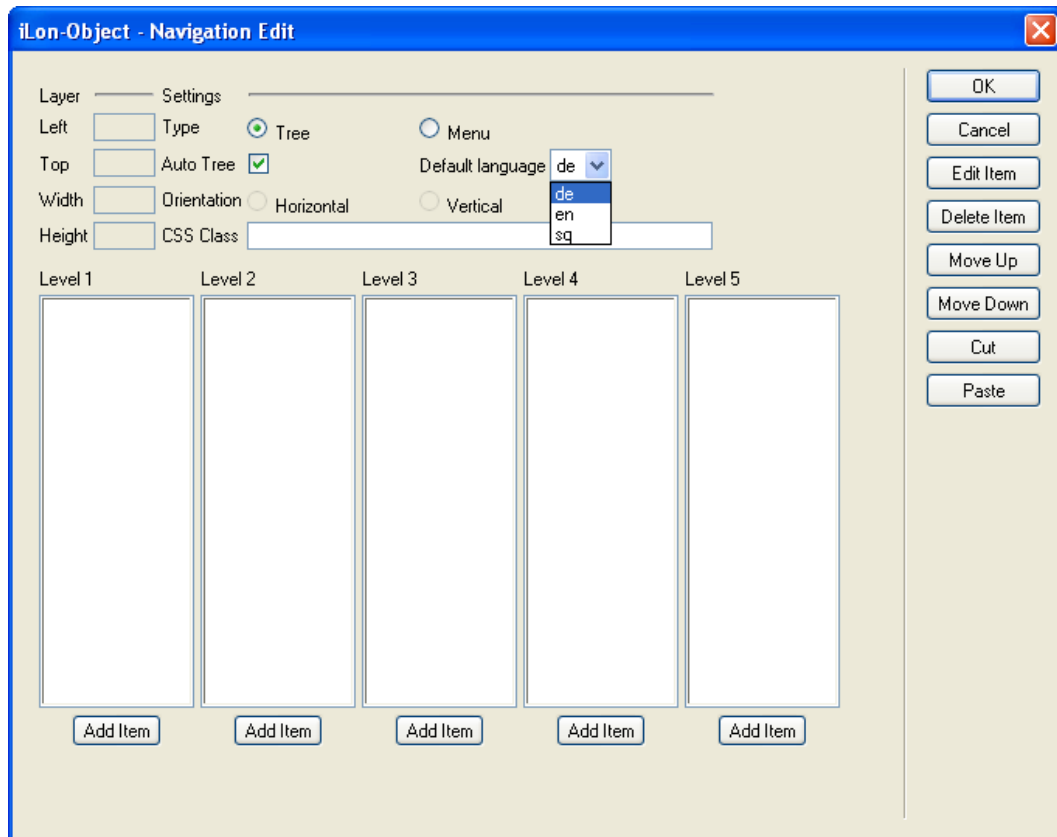 iLon-Object - Navigation Edit
Layer Settings
Left Type Tree Menu
Top Auto Tree Default language de
de
en
sq
Width Orientation Horizontal Vertical
Height CSS Class
Level 1 Level 2 Level 3 Level 4 Level 5
Add Item Add Item Add Item Add Item Add Item
OK
Cancel
Edit Item
Delete Item
Move Up
Move Down
Cut
Paste